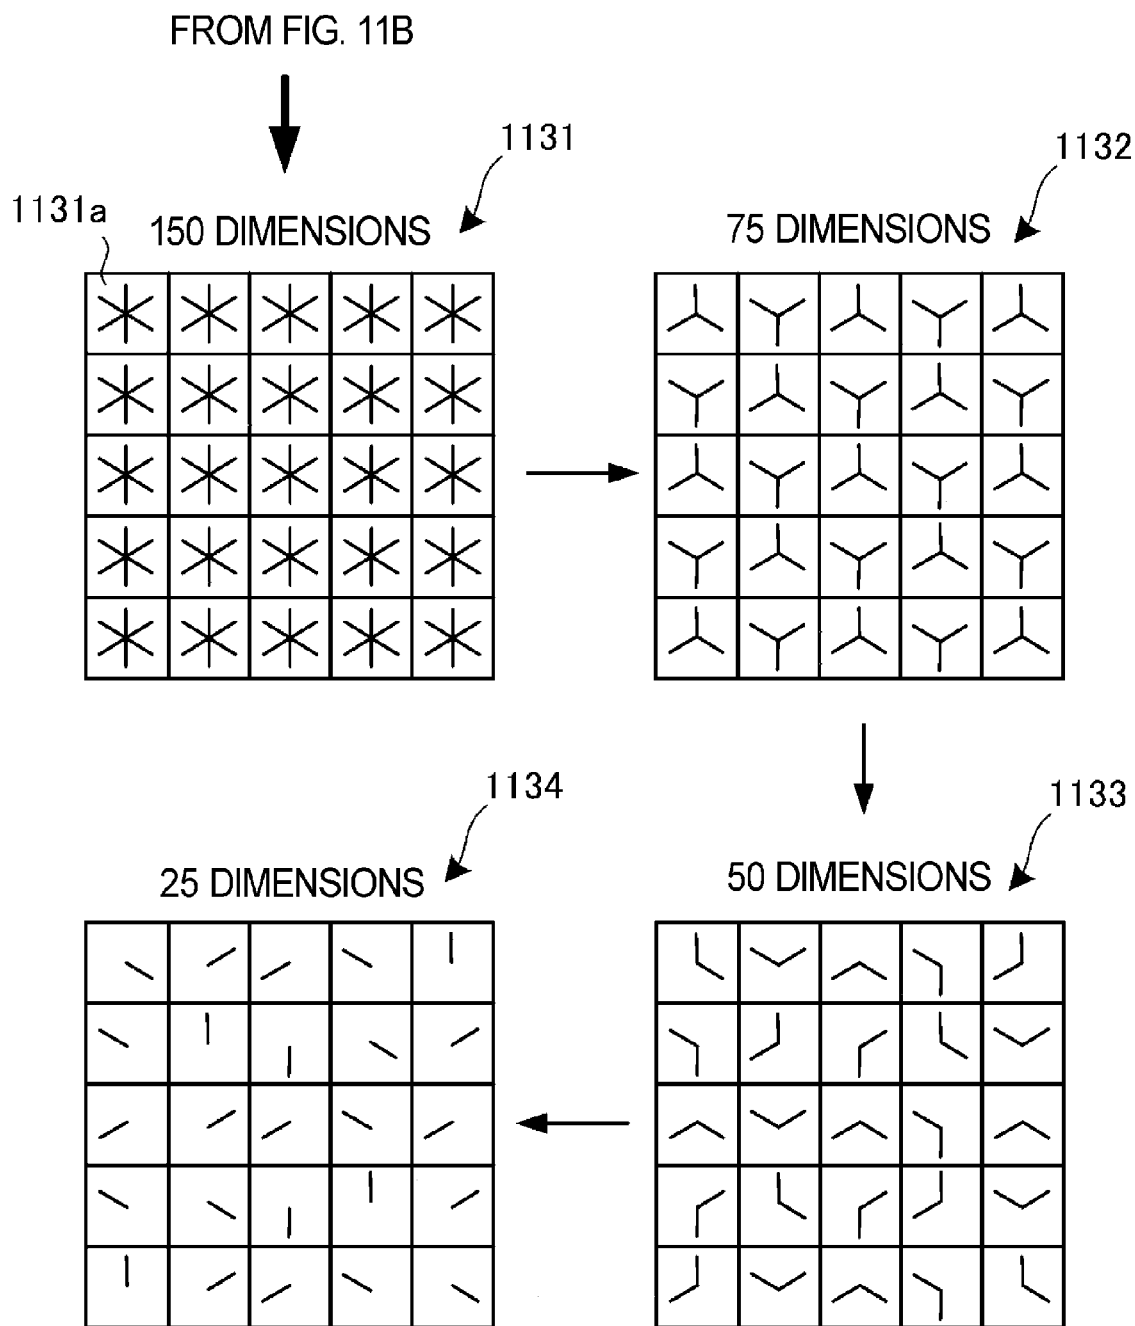 FROM FIG. 11B
1131
1132
1131a
150 DIMENSIONS
75 DIMENSIONS
1134
1133
25 DIMENSIONS
50 DIMENSIONS